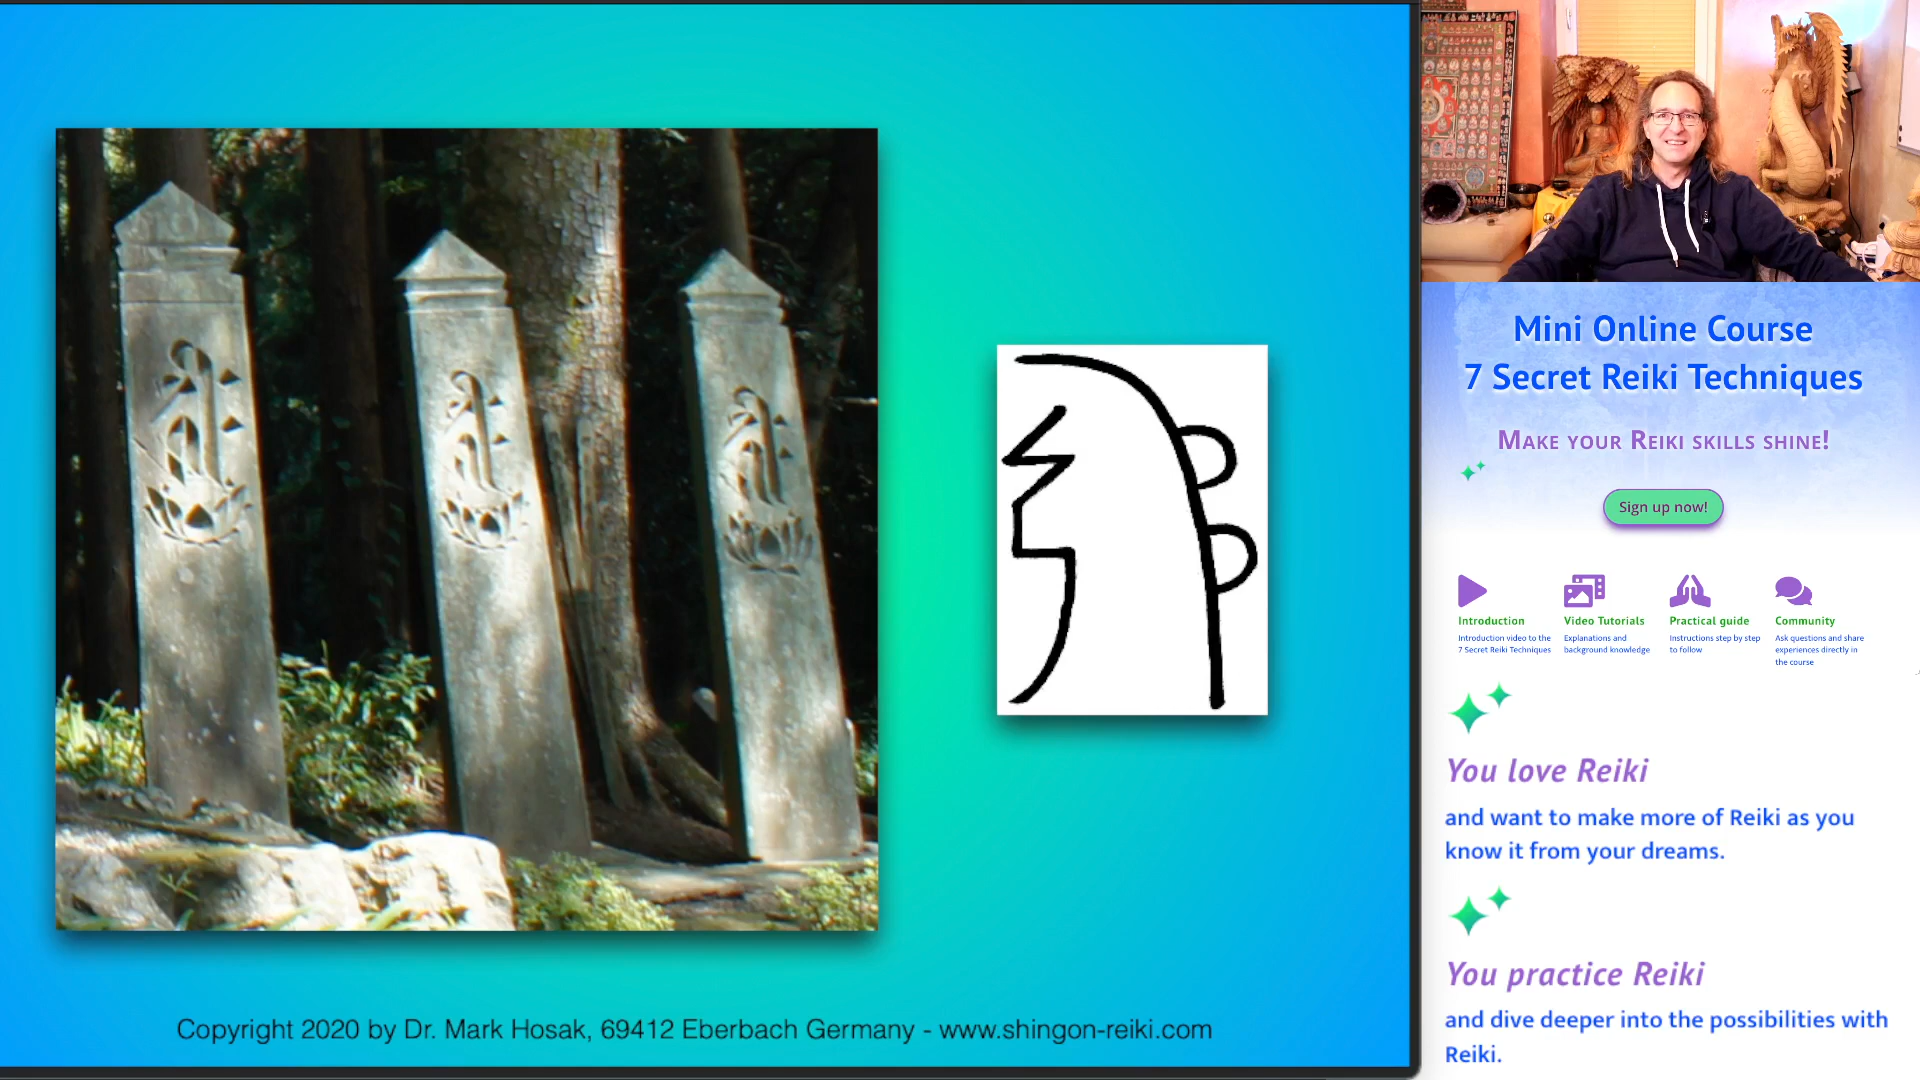 Copyright 2020 by Dr. Mark Hosak, 69412 Eberbach Germany - www.shingon-reiki.com
Mini Online Course
7 Secret Reiki Techniques
Make your Reiki skills shine!
Sign up now!
Introduction
Introduction video to the
7 Secret Reiki Techniques
Video Tutorials
Explanations and
background knowledge
Practical guide
Instructions step by step
to follow
Community
Ask questions and share
experiences directly in
the course
You love Reiki
and want to make more of Reiki as you
know it from your dreams.
You practice Reiki
and dive deeper into the possibilities with
Reiki.